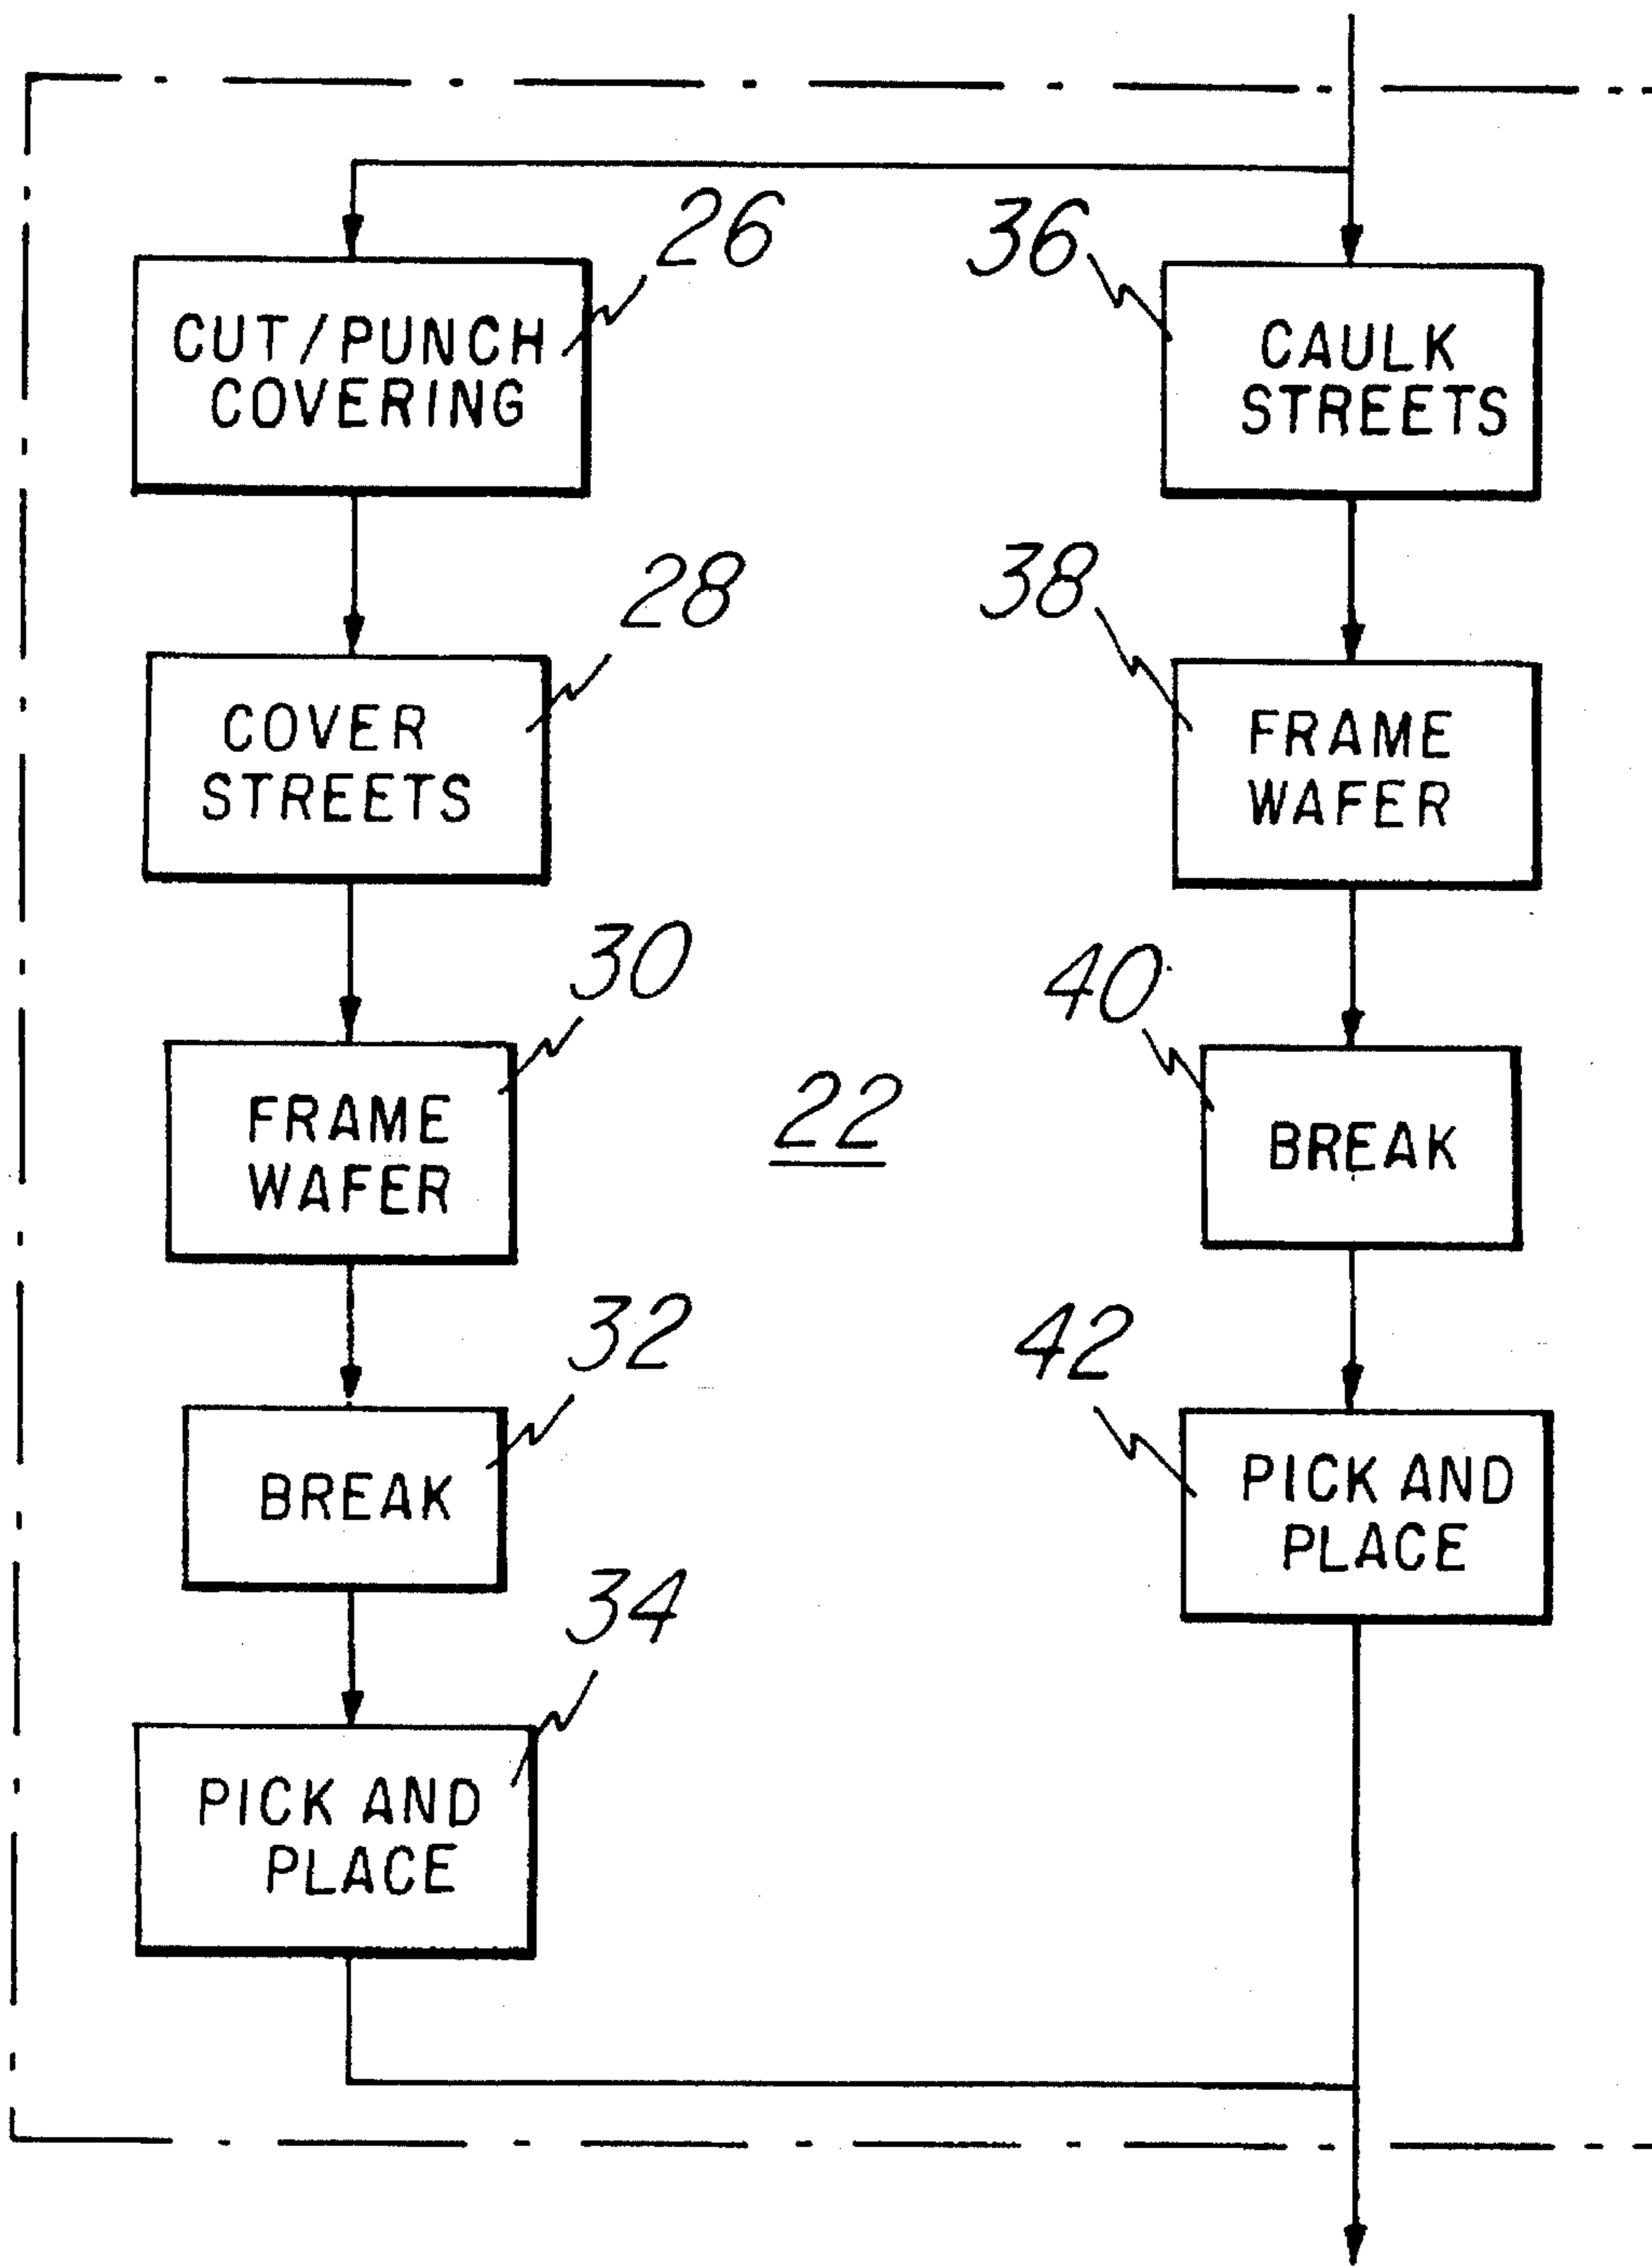 26
CUT/PUNCH
COVERING
28
COVER
STREETS
30
FRAME
WAFER
32
BREAK
34
PICK AND
PLACE
22
36
CAULK
STREETS
38
FRAME
WAFER
40
BREAK
42
PICK AND
PLACE